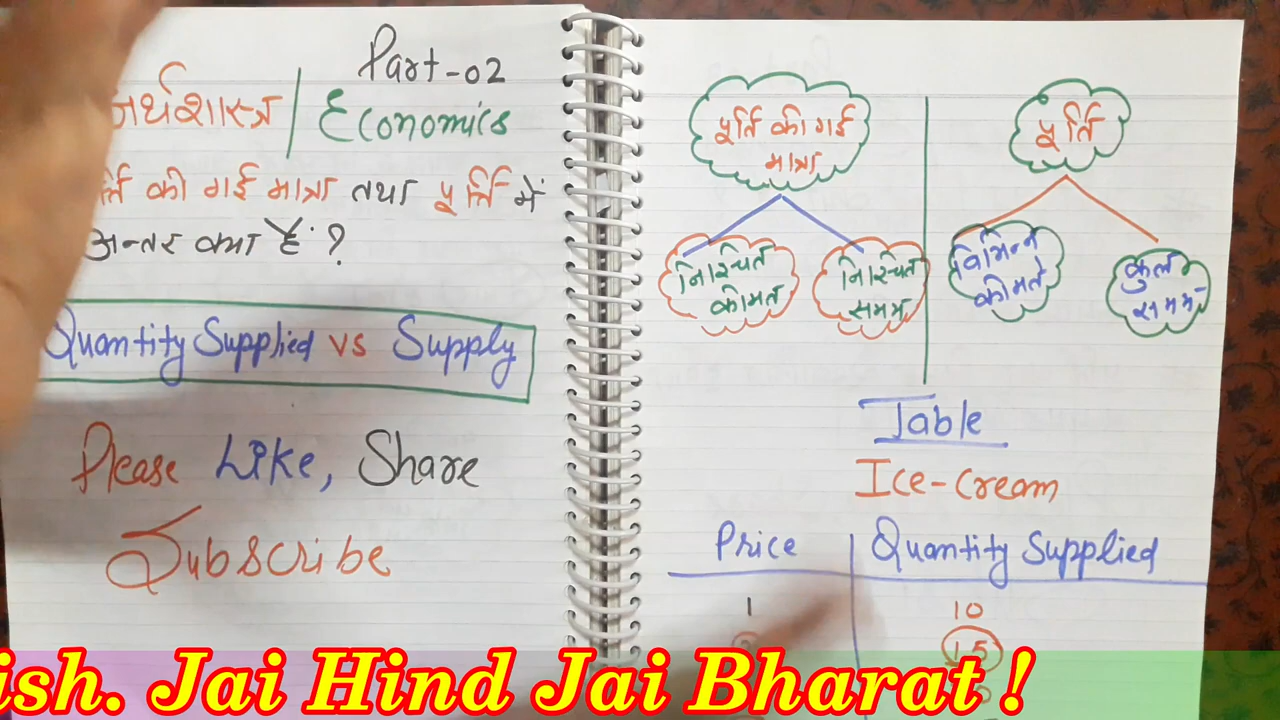 Part-02
अर्थशास्त्र / Economics
पूर्ति की गई मात्रा तथा पूर्ति में
अन्तर क्या है ?
Quantity Supplied vs Supply
Please Like, Share
Subscribe
पूर्ति की गई
मात्रा
निश्चित
कीमत
निश्चित
समय
पूर्ति
विभिन्न
कीमतें
कुल
समय
Table
Ice-Cream
Price Quantity Supplied
1 10
15
ish. Jai Hind Jai Bharat !